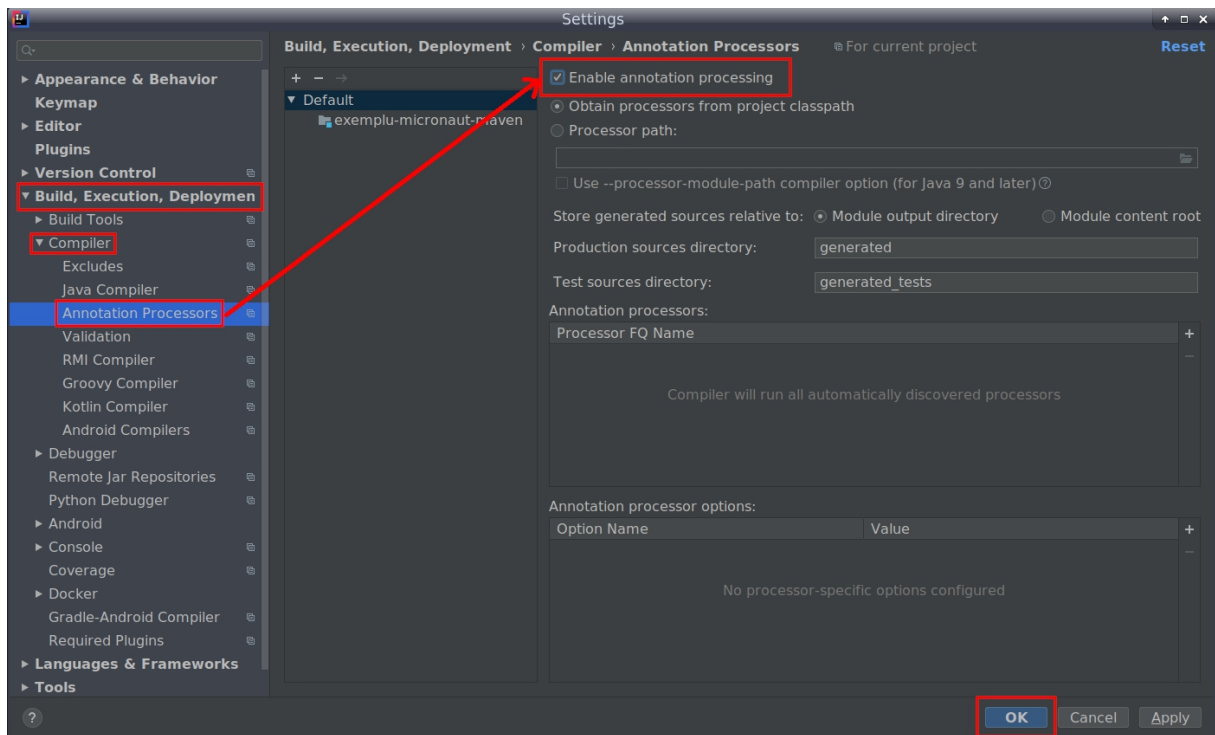 Settings
Build, Execution, Deployment › Compiler › Annotation Processors For current project Reset
Appearance & Behavior
Keymap
Editor
Plugins
Version Control
Build, Execution, Deploymen
Build Tools
Compiler
Excludes
Java Compiler
Annotation Processors
Validation
RMI Compiler
Groovy Compiler
Kotlin Compiler
Android Compilers
Debugger
Remote Jar Repositories
Python Debugger
Android
Console
Coverage
Docker
Gradle-Android Compiler
Required Plugins
Languages & Frameworks
Tools
Default
exemplu-micronaut-maven
Enable annotation processing
Obtain processors from project classpath
Processor path:
Use --processor-module-path compiler option (for Java 9 and later)
Store generated sources relative to: Module output directory Module content root
Production sources directory: generated
Test sources directory: generated_tests
Annotation processors:
Processor FQ Name
Compiler will run all automatically discovered processors
Annotation processor options:
Option Name Value
No processor-specific options configured
? OK Cancel Apply